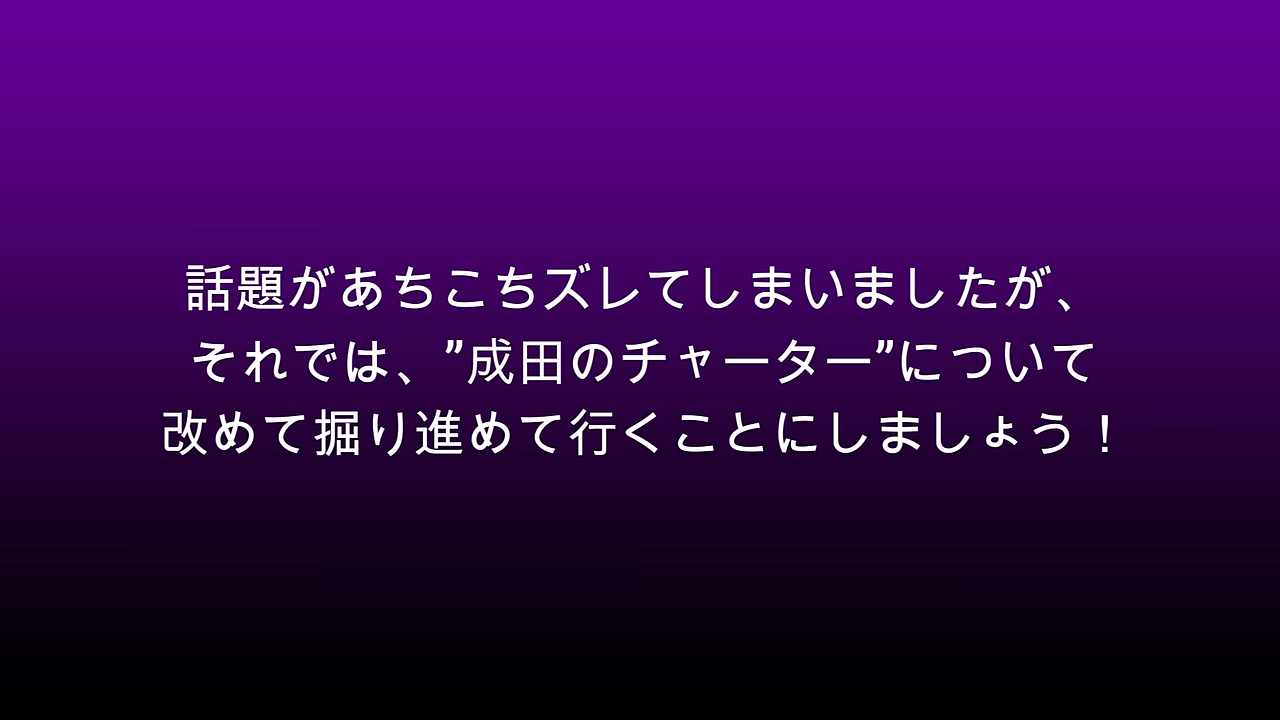 話題があちこちズレてしまいましたが、
それでは、”成田のチャーター”について
改めて掘り進めて行くことにしましょう！